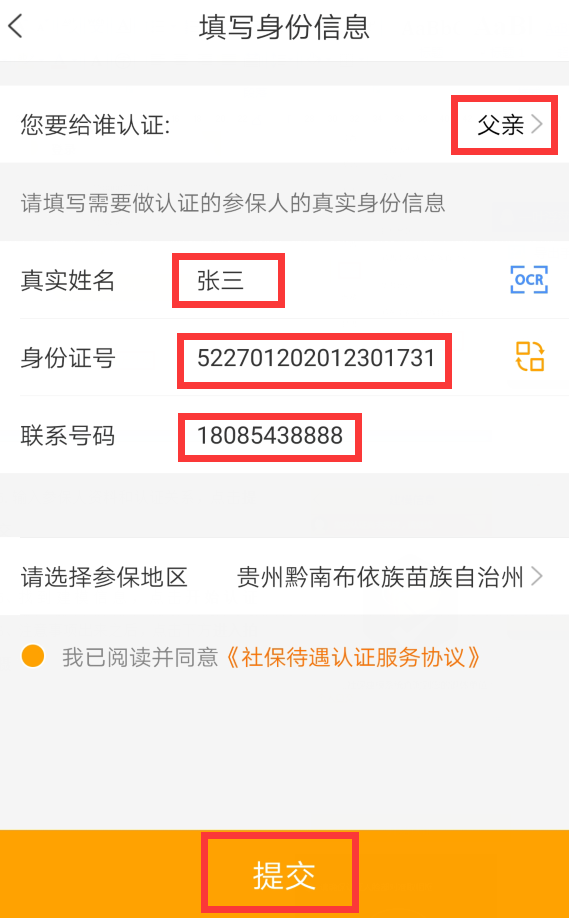 填写身份信息
您要给谁认证: 父亲
请填写需要做认证的参保人的真实身份信息
真实姓名 张三 OCR
身份证号 522701202012301731
联系号码 18085438888
请选择参保地区 贵州黔南布依族苗族自治州
我已阅读并同意《社保待遇认证服务协议》
提交